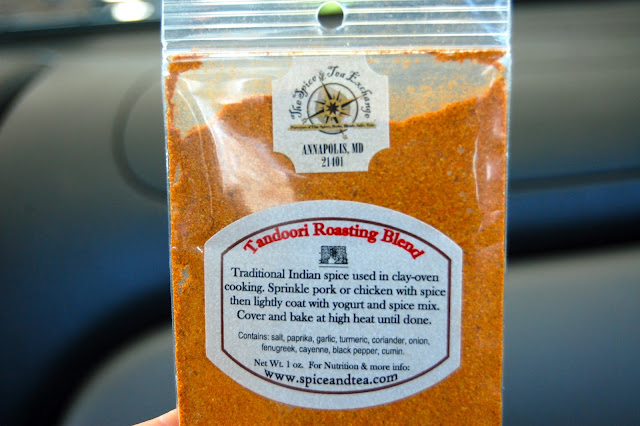 The Spice & Tea Exchange
ANNAPOLIS, MD
21401
Tandoori Roasting Blend
Traditional Indian spice used in clay-oven
cooking. Sprinkle pork or chicken with spice
then lightly coat with yogurt and spice mix.
Cover and bake at high heat until done.
Contains: salt, paprika, garlic, turmeric, coriander, onion,
fenugreek, cayenne, black pepper, cumin.
Net Wt. 1 oz. For Nutrition & more info:
www.spiceandtea.com